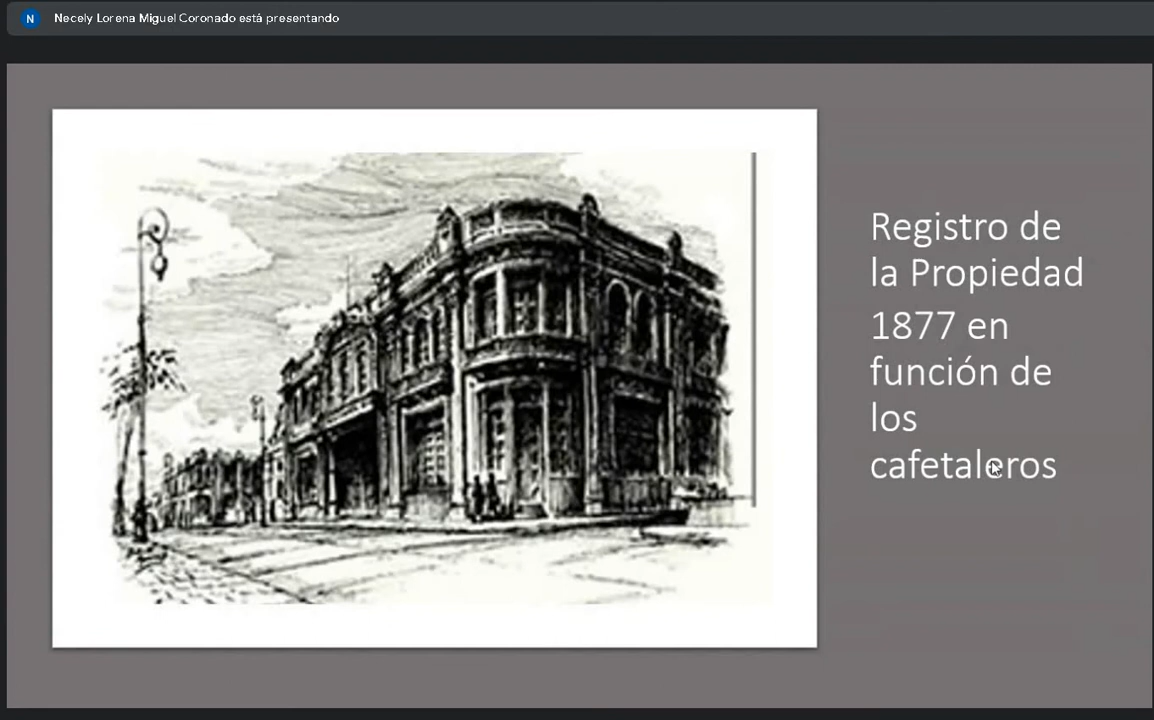 N
Necely Lorena Miguel Coronado está presentando
Registro de
la Propiedad
1877 en
función de
los
cafetaleros